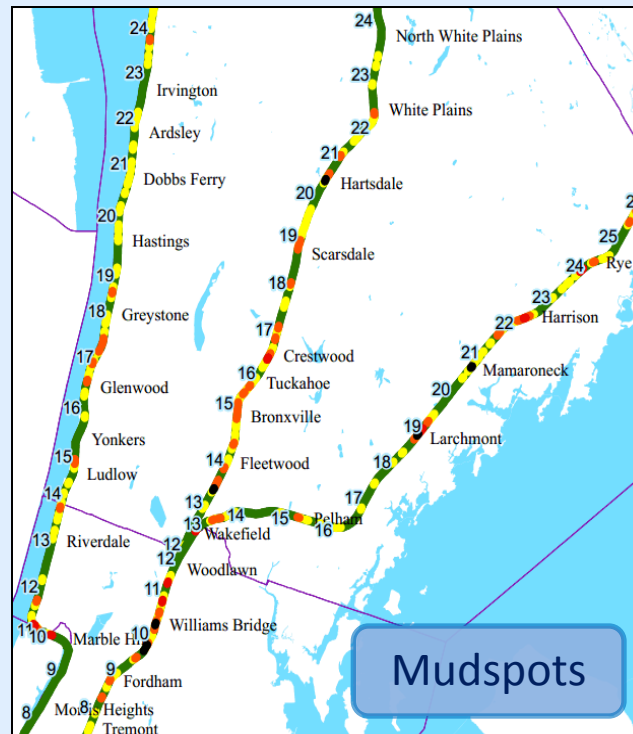 24
23
Irvington
22
Ardsley
21
Dobbs Ferry
20
Hastings
19
18
Greystone
17
Glenwood
16
Yonkers
15
Ludlow
14
13
Riverdale
12
11
10
Marble H
9
8
24
North White Plains
23
White Plains
22
21
Hartsdale
20
19
Scarsdale
18
17
Crestwood
16
Tuckahoe
15
Bronxville
14
Fleetwood
13
13
Wakefield
12
12
Woodlawn
11
Williams Bridge
10
9
Fordham
8
Morris Heights
Tremont
14
15
Pelham
16
17
18
19
Larchmont
20
21
Mamaroneck
22
Harrison
23
24
Rye
25
2
Mudspots